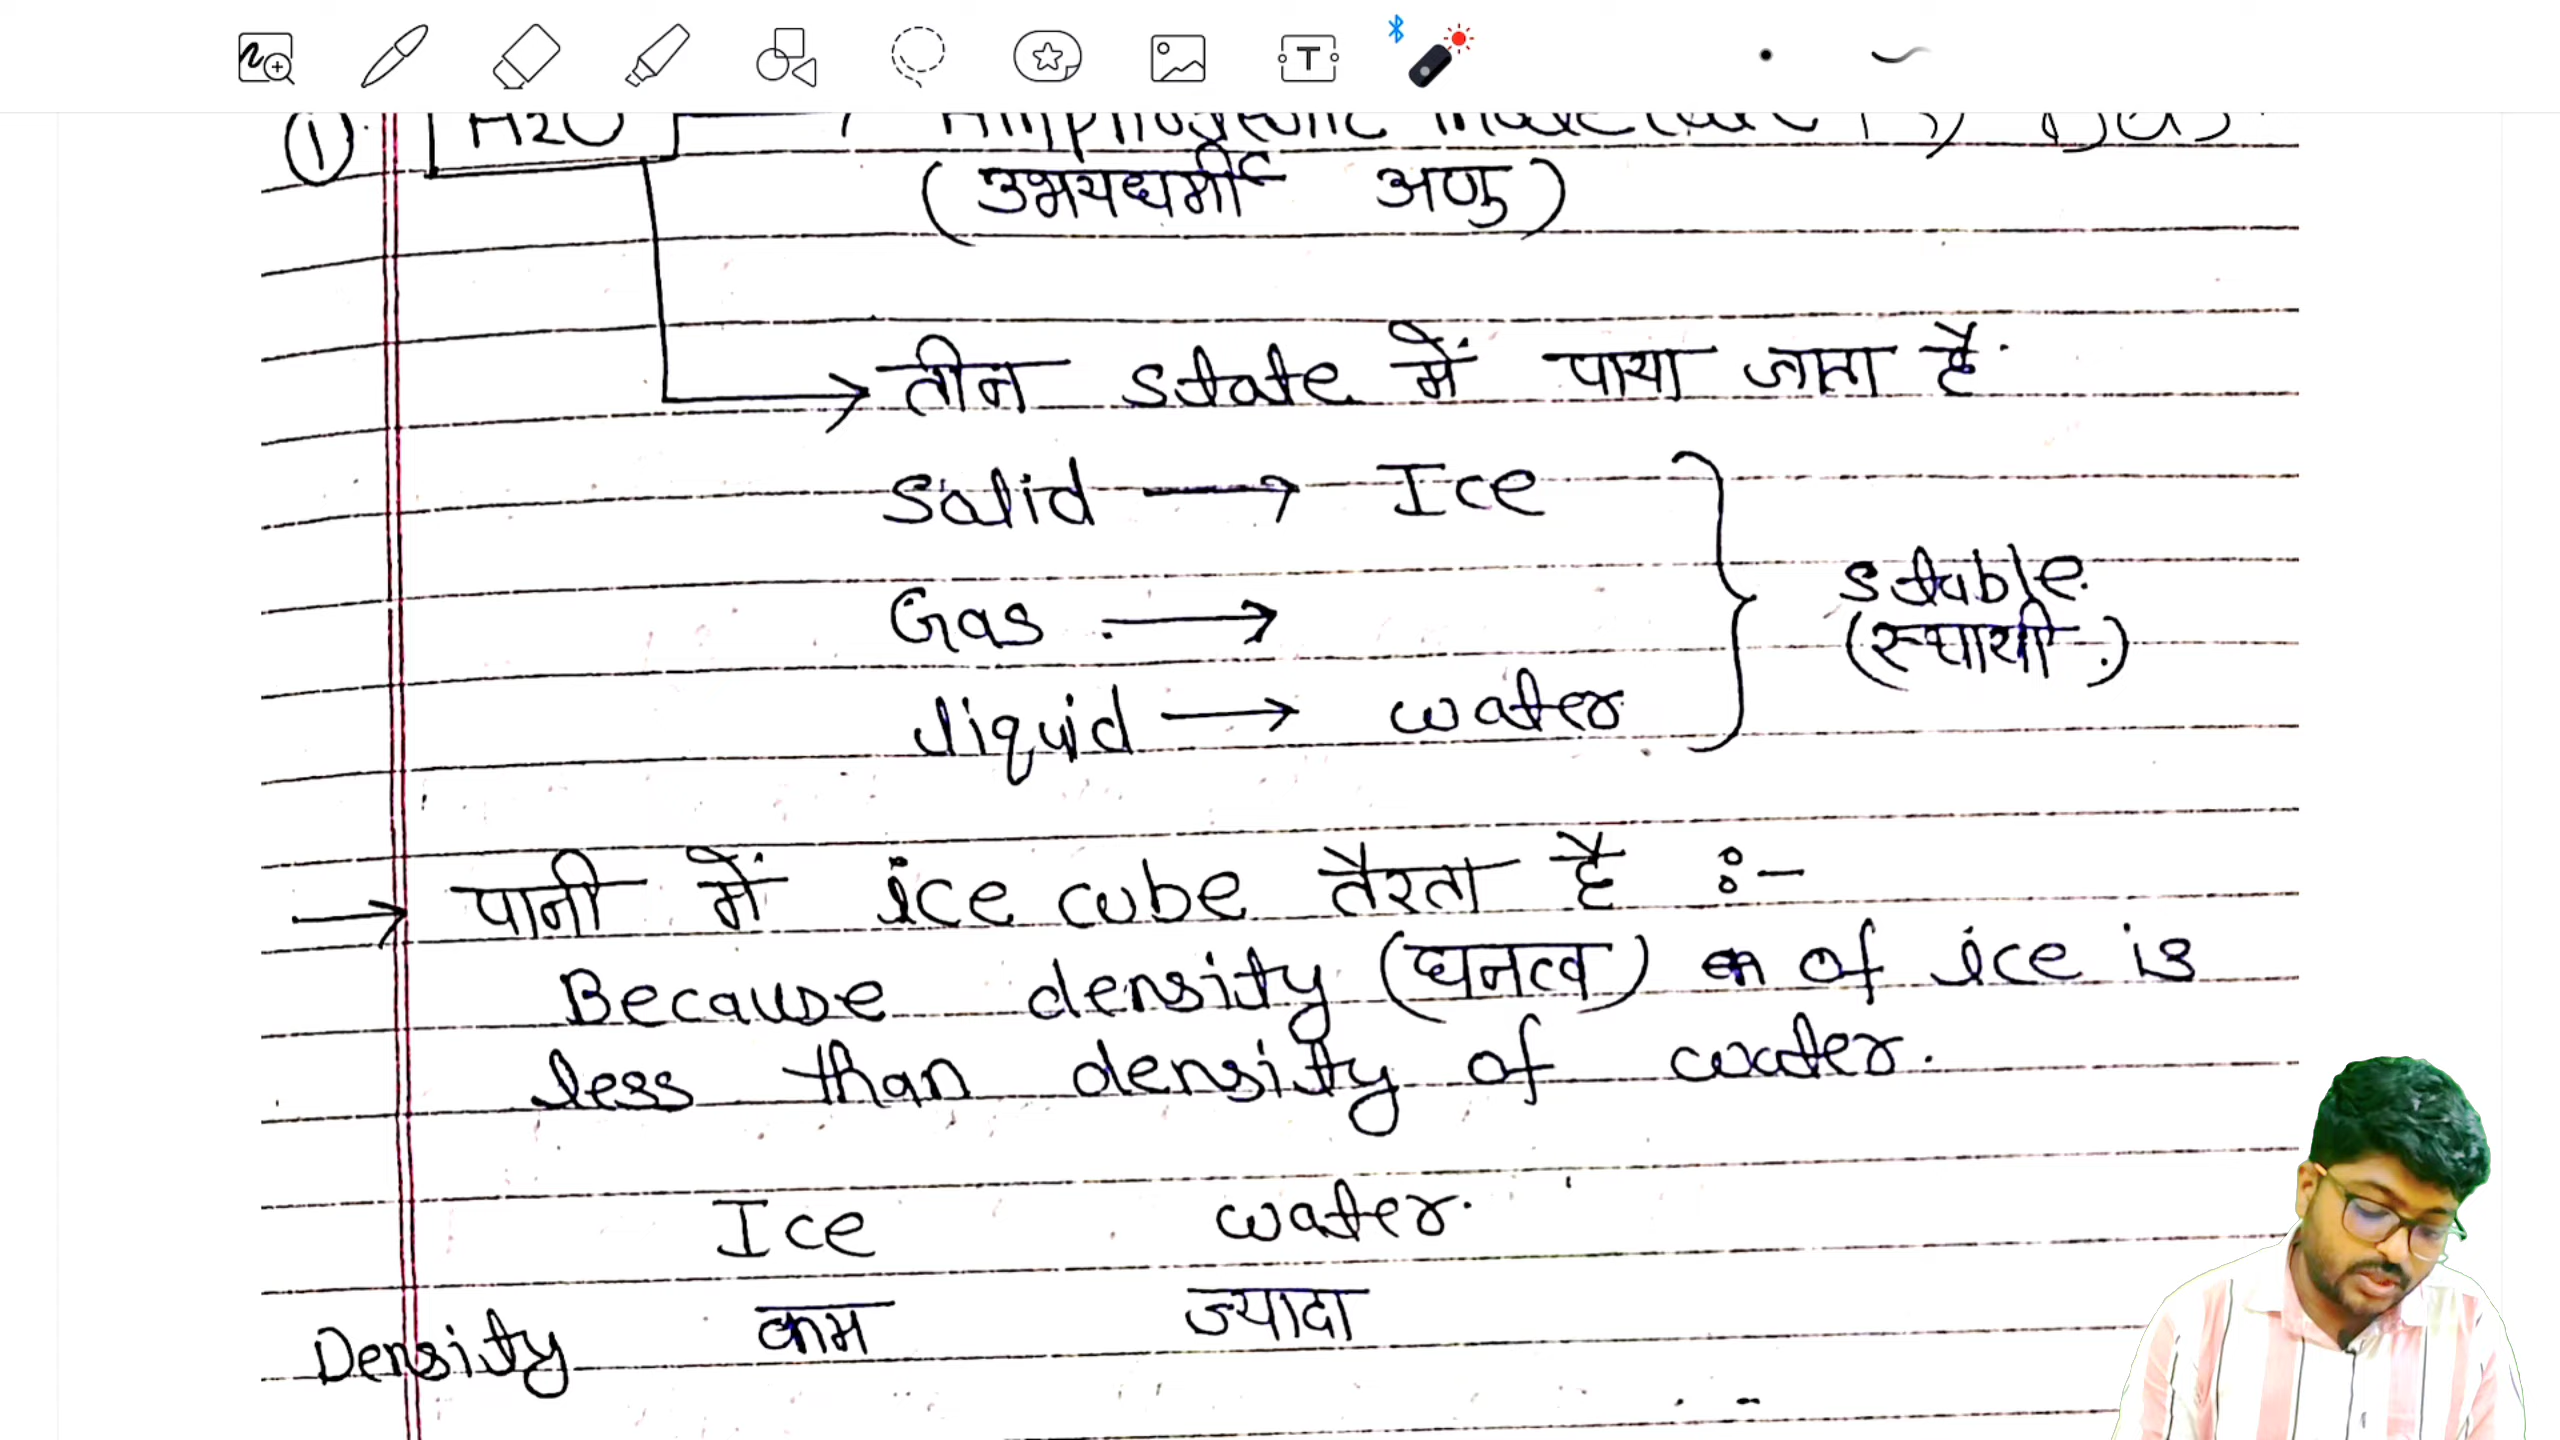 ① H2O →
(उभयधर्मी अणु)
→ तीन state में पाया जाता है.
Solid → Ice
Gas →
liquid → water
stable.
(स्थायी.)
→ पानी में ice cube तैरता है :-
Because density (घनत्व) of ice is
less than density of water.
Ice water.
Density कम ज्यादा